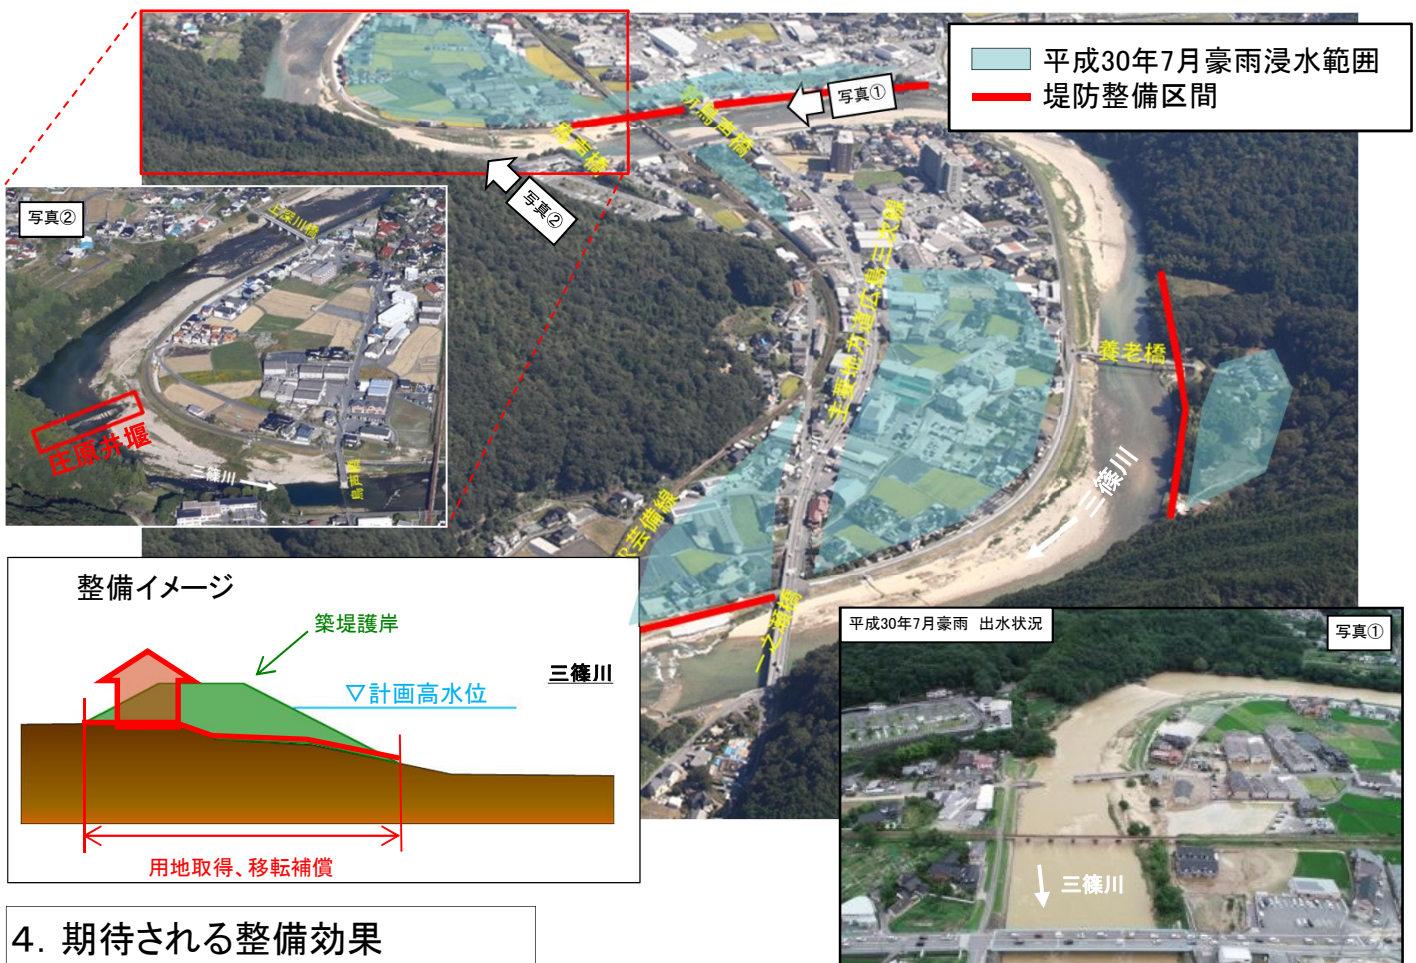 平成30年7月豪雨浸水範囲
堤防整備区間
写真①
新鳥声橋
鳥声橋
写真②
写真②
上深川橋
庄原井堰
三篠川
鳥声橋
主要地方道広島三次線
養老橋
三篠川
JR芸備線
一之瀬橋
整備イメージ
築堤護岸
三篠川
▽計画高水位
用地取得、移転補償
平成30年7月豪雨 出水状況
写真①
三篠川
4. 期待される整備効果